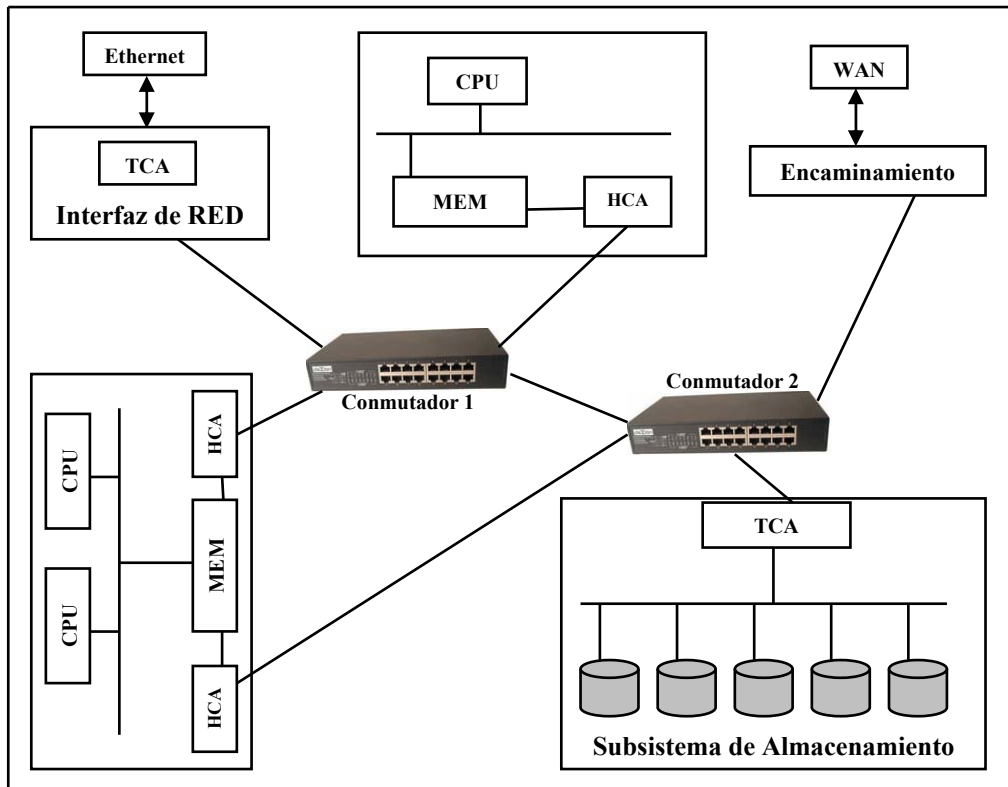 Ethernet
TCA
Interfaz de RED
CPU
MEM
HCA
WAN
Encaminamiento
Conmutador 1
Conmutador 2
CPU
CPU
HCA
MEM
HCA
TCA
Subsistema de Almacenamiento